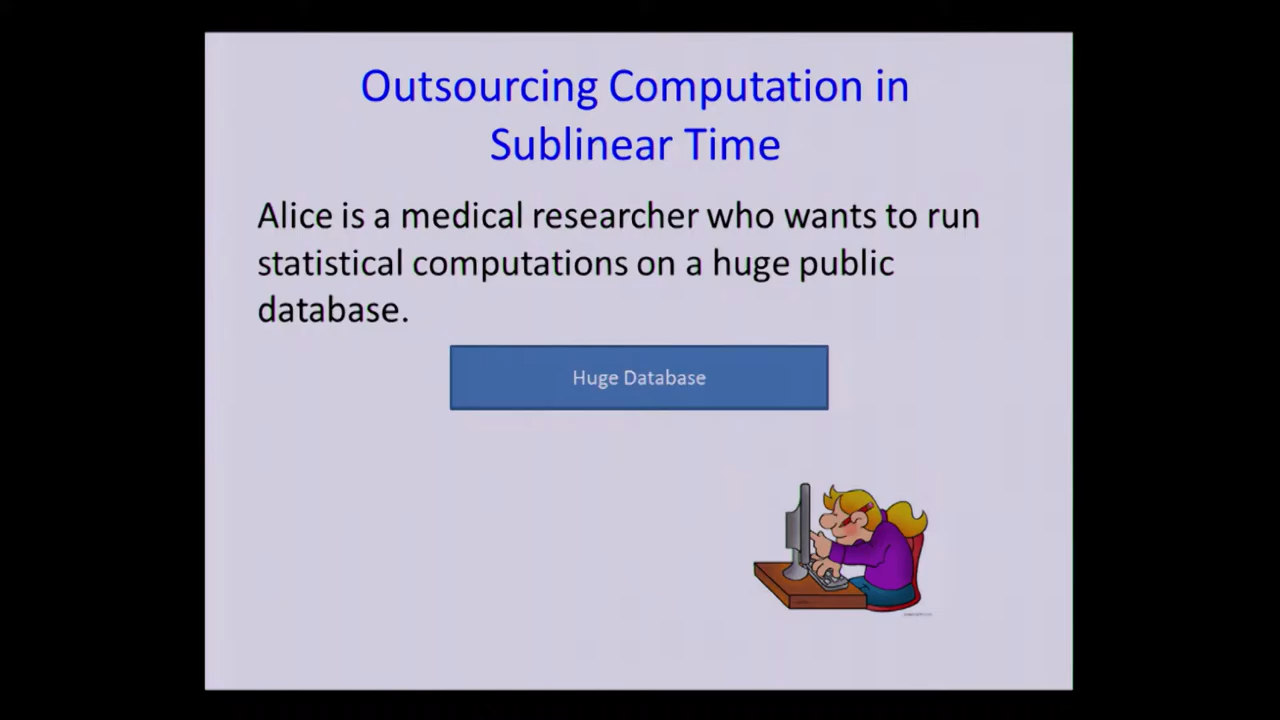 Outsourcing Computation in
Sublinear Time
Alice is a medical researcher who wants to run
statistical computations on a huge public
database.
Huge Database